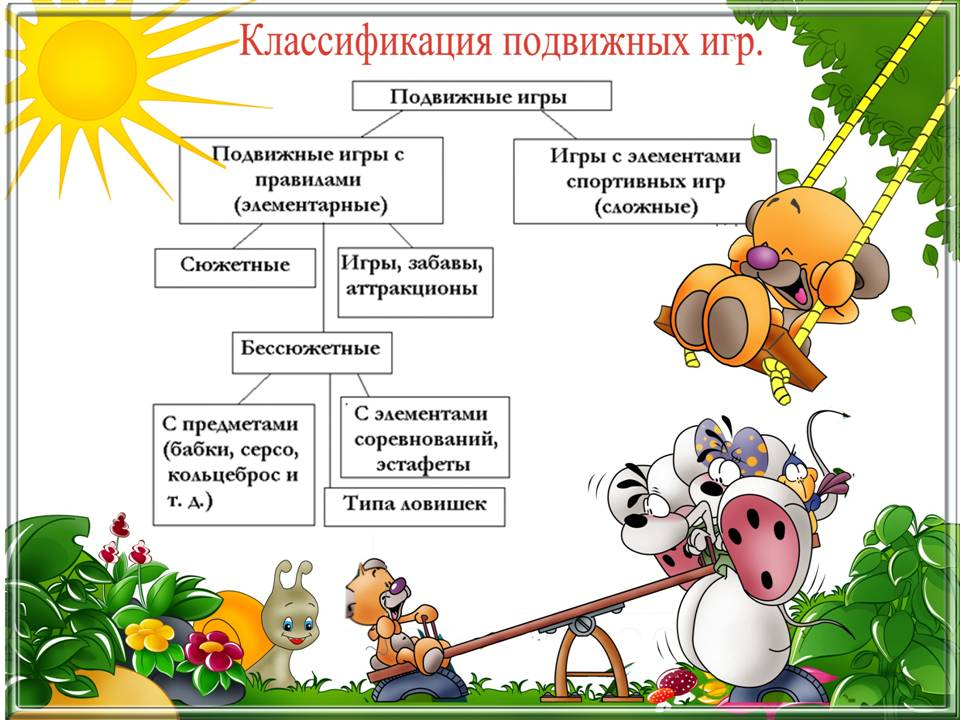 Классификация подвижных игр.
Подвижные игры
Подвижные игры с
правилами
(элементарные)
Игры с элементами
спортивных игр
(сложные)
Сюжетные
Игры, забавы,
аттракционы
Бессюжетные
С предметами
(бабки, серсо,
кольцеброс и
т. д.)
С элементами
соревнований,
эстафеты
Типа ловишек